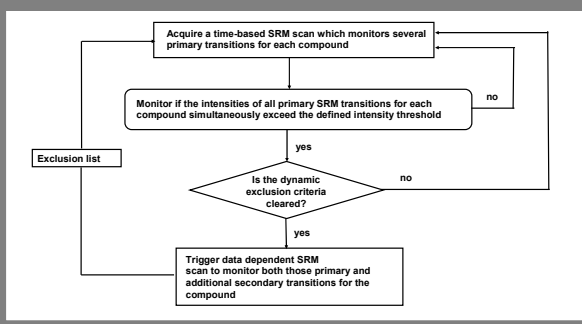 Acquire a time-based SRM scan which monitors several
primary transitions for each compound
Monitor if the intensities of all primary SRM transitions for each
compound simultaneously exceed the defined intensity threshold
no
yes
Exclusion list
Is the dynamic
exclusion criteria
cleared?
no
yes
Trigger data dependent SRM
scan to monitor both those primary and
additional secondary transitions for the
compound